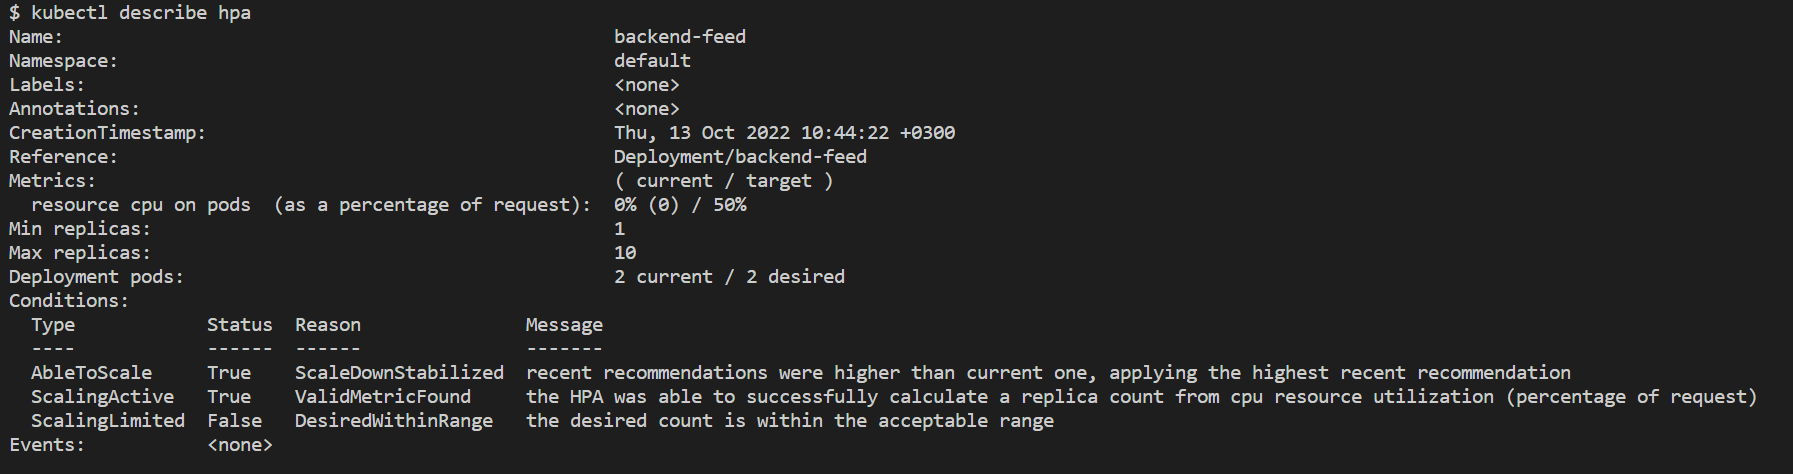 $ kubectl describe hpa
Name:                                                  backend-feed
Namespace:                                             default
Labels:                                                <none>
Annotations:                                           <none>
CreationTimestamp:                                     Thu, 13 Oct 2022 10:44:22 +0300
Reference:                                             Deployment/backend-feed
Metrics:                                               ( current / target )
  resource cpu on pods  (as a percentage of request):  0% (0) / 50%
Min replicas:                                          1
Max replicas:                                          10
Deployment pods:                                       2 current / 2 desired
Conditions:
  Type            Status  Reason               Message
  ----            ------  ------               -------
  AbleToScale     True    ScaleDownStabilized  recent recommendations were higher than current one, applying the highest recent recommendation
  ScalingActive   True    ValidMetricFound     the HPA was able to successfully calculate a replica count from cpu resource utilization (percentage of request)
  ScalingLimited  False   DesiredWithinRange   the desired count is within the acceptable range
Events:           <none>